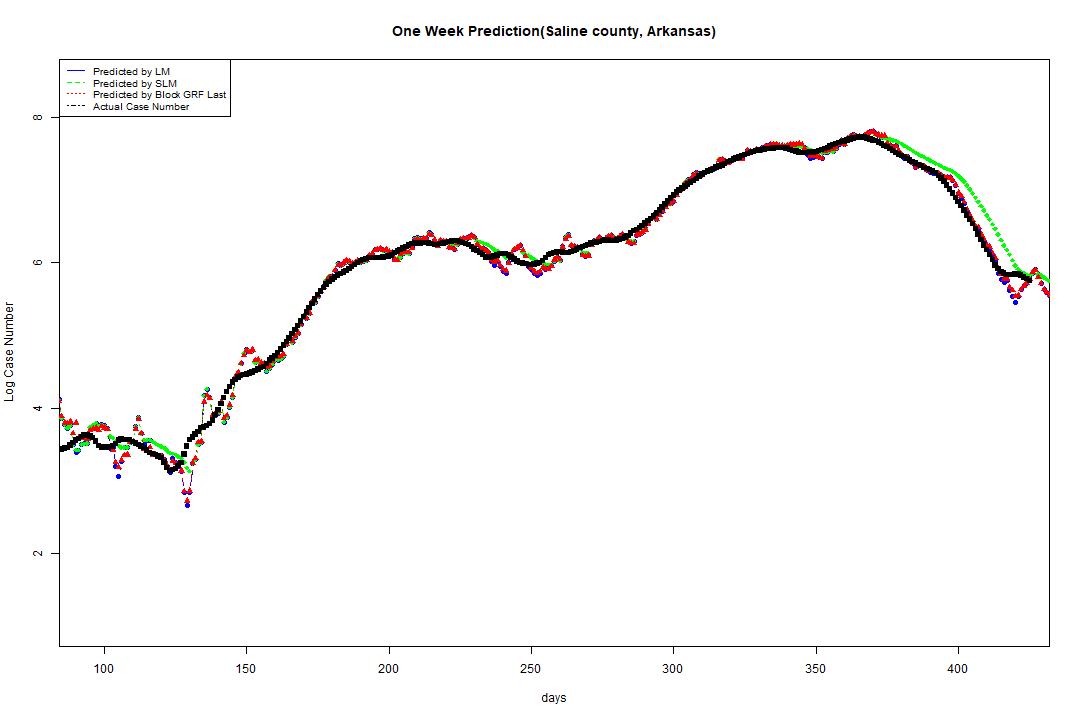 One Week Prediction(Saline county, Arkansas)
Predicted by LM
Predicted by SLM
Predicted by Block GRF Last
Actual Case Number
8
6
4
2
Log Case Number
100 150 200 250 300 350 400
days